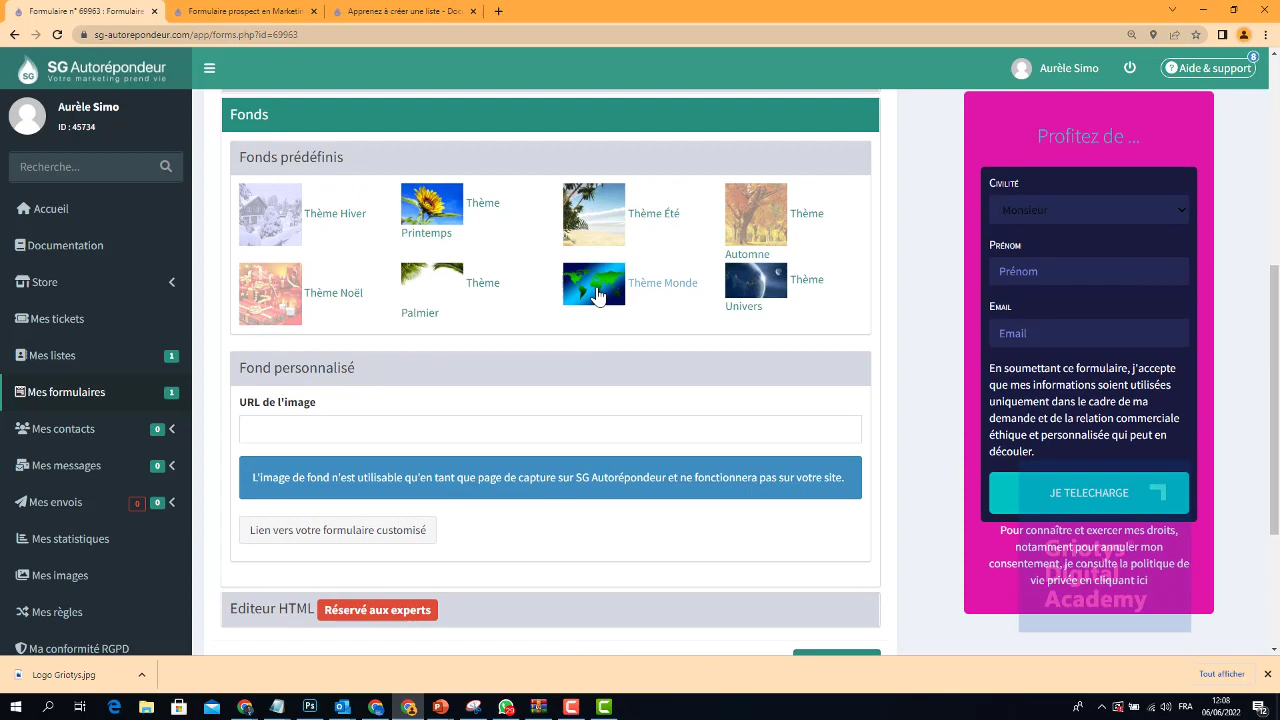 Formulaire n° 69963 : Formulair
Formulaire n° 69963 - Marketin
Apprenez à créer un liste - Doc
sg-autorepondeur.com/app/forms.php?id=69963
SG SG Autorépondeur
Votre marketing prend vie
Aurèle Simo
8
Aide & support
Aurèle Simo
ID : 45734
Recherche...
Accueil
Documentation
Store
Mes tickets
Mes listes 1
Mes formulaires 1
Mes contacts 0
Mes messages 0
Mes envois 0 0
Mes statistiques
Mes images
Mes règles
Ma conformité RGPD
Fonds
Fonds prédéfinis
Thème Hiver
Thème
Printemps
Thème Été
Thème
Automne
Thème Noël
Thème
Palmier
Thème Monde
Thème
Univers
Fond personnalisé
URL de l'image
L'image de fond n'est utilisable qu'en tant que page de capture sur SG Autorépondeur et ne fonctionnera pas sur votre site.
Lien vers votre formulaire customisé
Editeur HTML Réservé aux experts
Profitez de ...
Civilité
Monsieur
Prénom
Prénom
Email
Email
En soumettant ce formulaire, j'accepte
que mes informations soient utilisées
uniquement dans le cadre de ma
demande et de la relation commerciale
éthique et personnalisée qui peut en
découler.
JE TELECHARGE
Pour connaître et exercer mes droits,
notamment pour annuler mon
consentement, je consulte la politique de
vie privée en cliquant ici
Griotys'
Digital
Academy
Logo Griotys.jpg
Tout afficher
FRA
12:08
06/06/2022